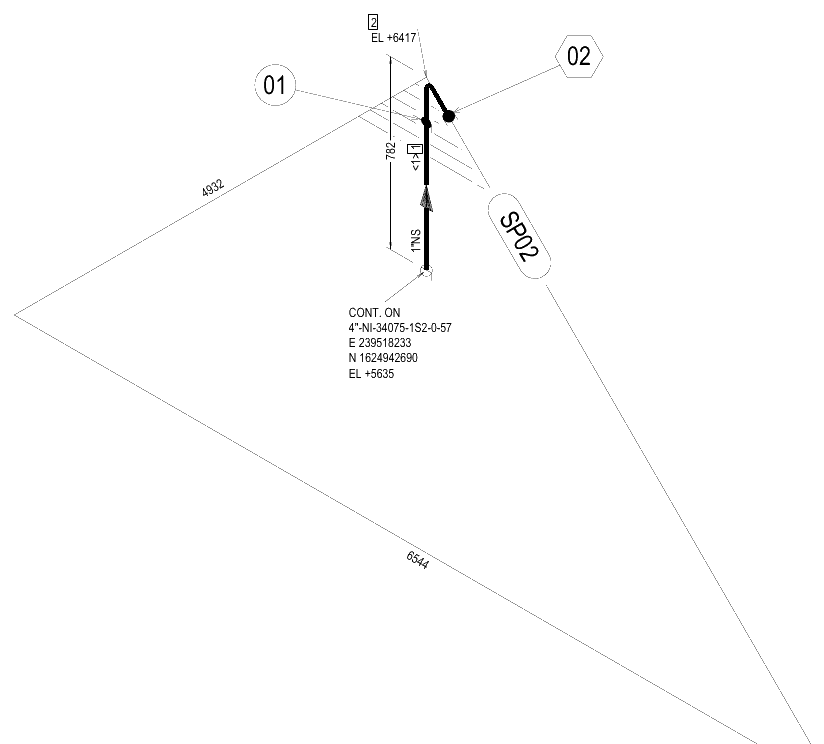 2
EL +6417
01
02
782
<1>
1
4932
1"NS
SP02
CONT. ON
4"-NI-34075-1S2-0-57
E 239518233
N 1624942690
EL +5635
6544